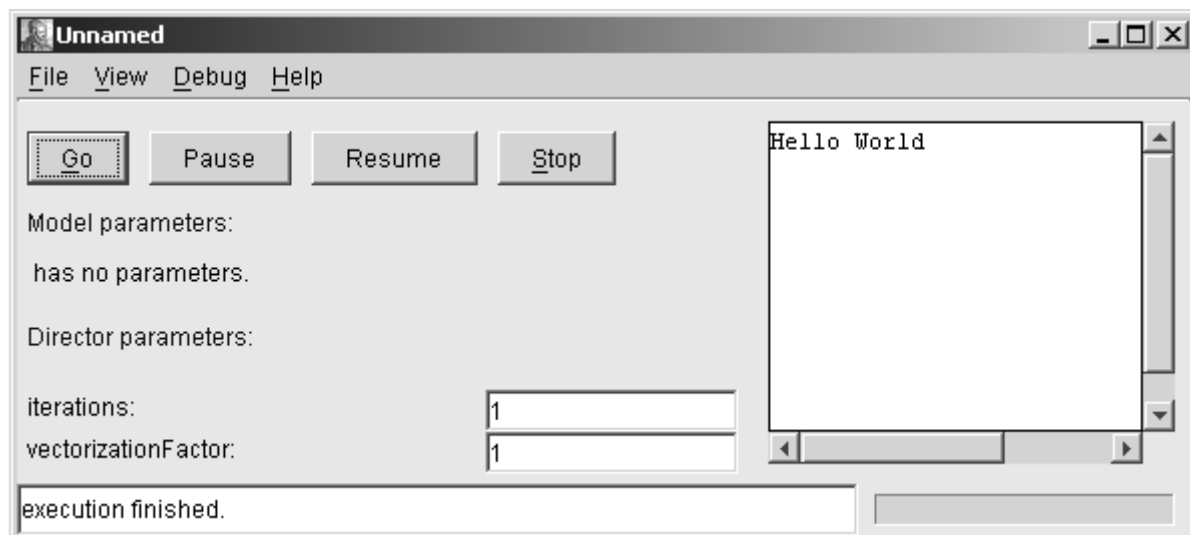 Unnamed
File View Debug Help
Go Pause Resume Stop
Hello World
Model parameters:
has no parameters.
Director parameters:
iterations: 1
vectorizationFactor: 1
execution finished.